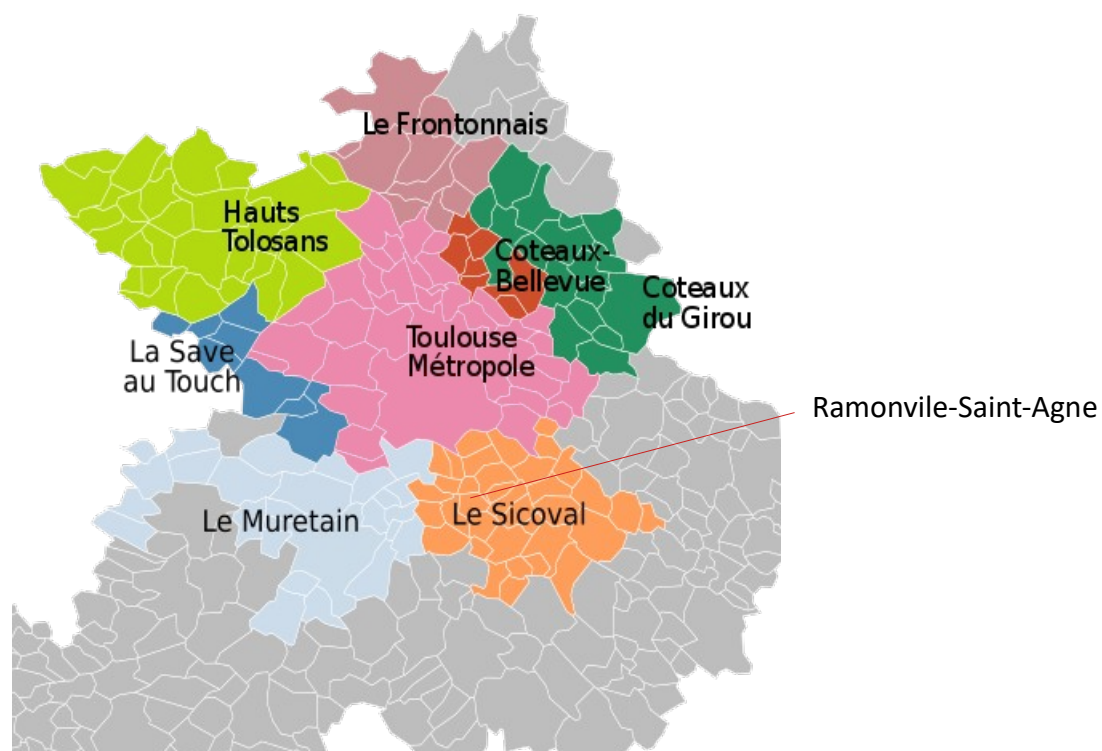 Le Frontonnais
Hauts
Tolosans
Coteaux-
Bellevue
Coteaux
du Girou
La Save
au Touch
Toulouse
Métropole
Ramonvile-Saint-Agne
Le Muretain
Le Sicoval